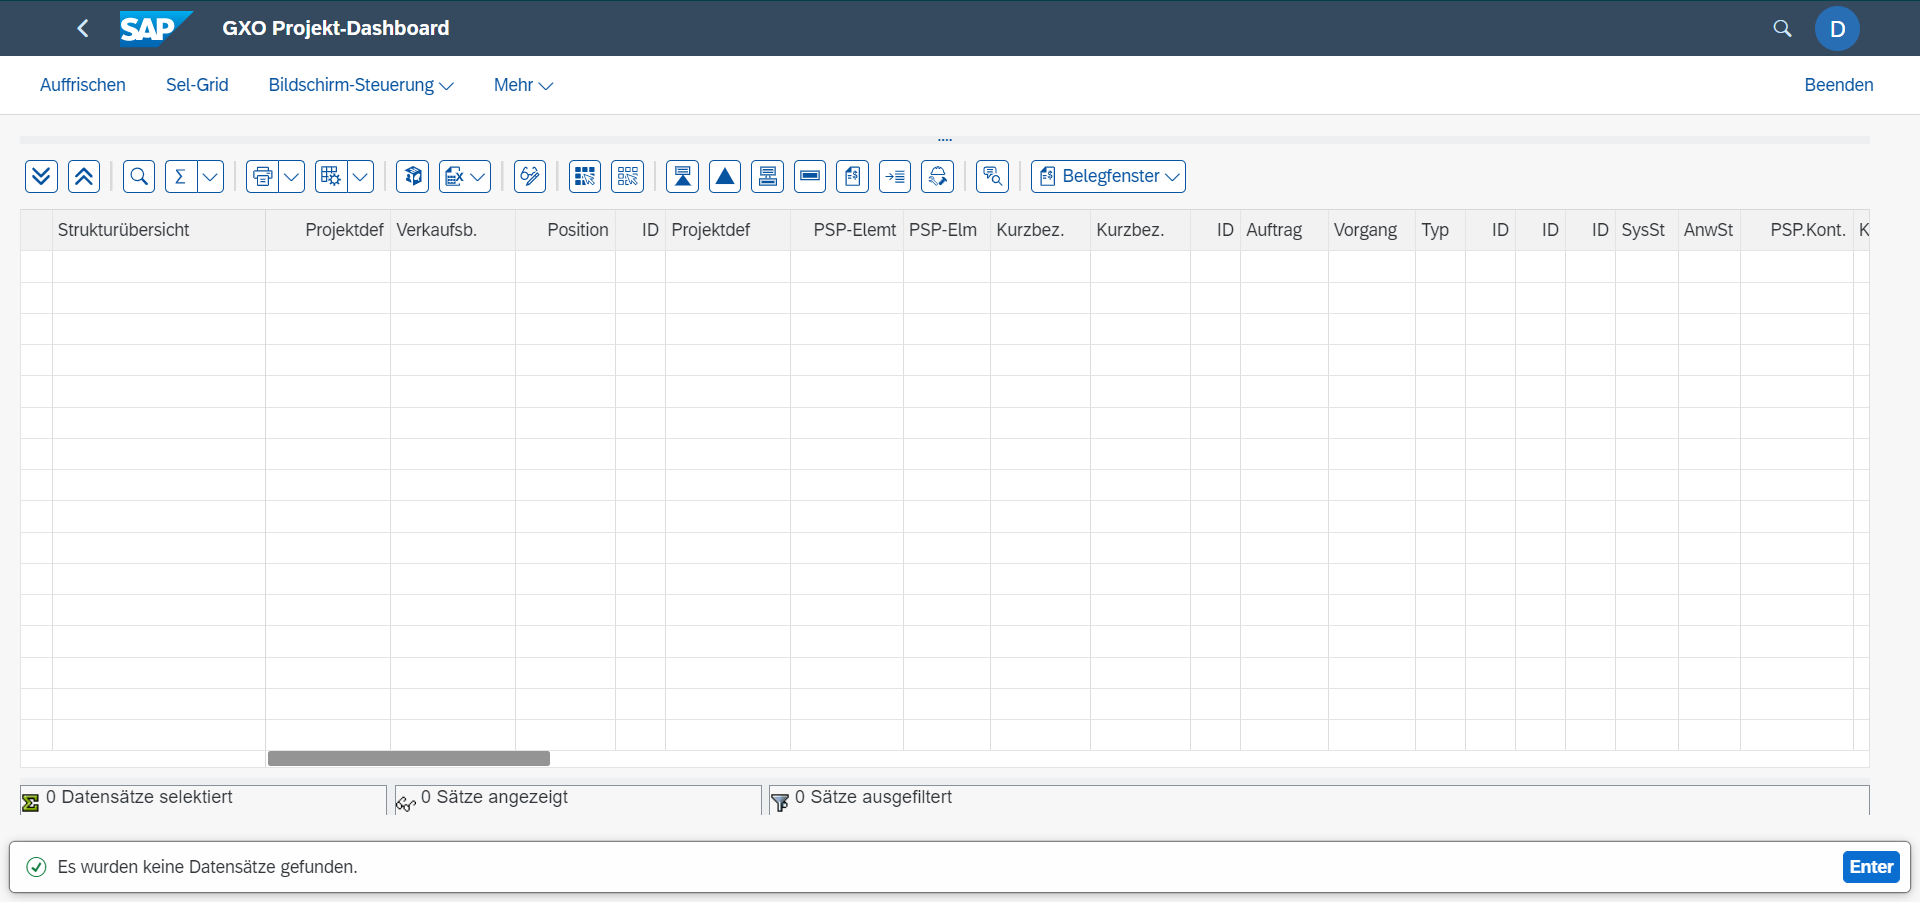 SAP GXO Projekt-Dashboard D
Auffrischen Sel-Grid Bildschirm-Steuerung Mehr Beenden
Belegfenster
Strukturübersicht Projektdef Verkaufsb. Position ID Projektdef PSP-Elemt PSP-Elm Kurzbez. Kurzbez. ID Auftrag Vorgang Typ ID ID ID SysSt AnwSt PSP.Kont. K
0 Datensätze selektiert 0 Sätze angezeigt 0 Sätze ausgefiltert
Es wurden keine Datensätze gefunden. Enter